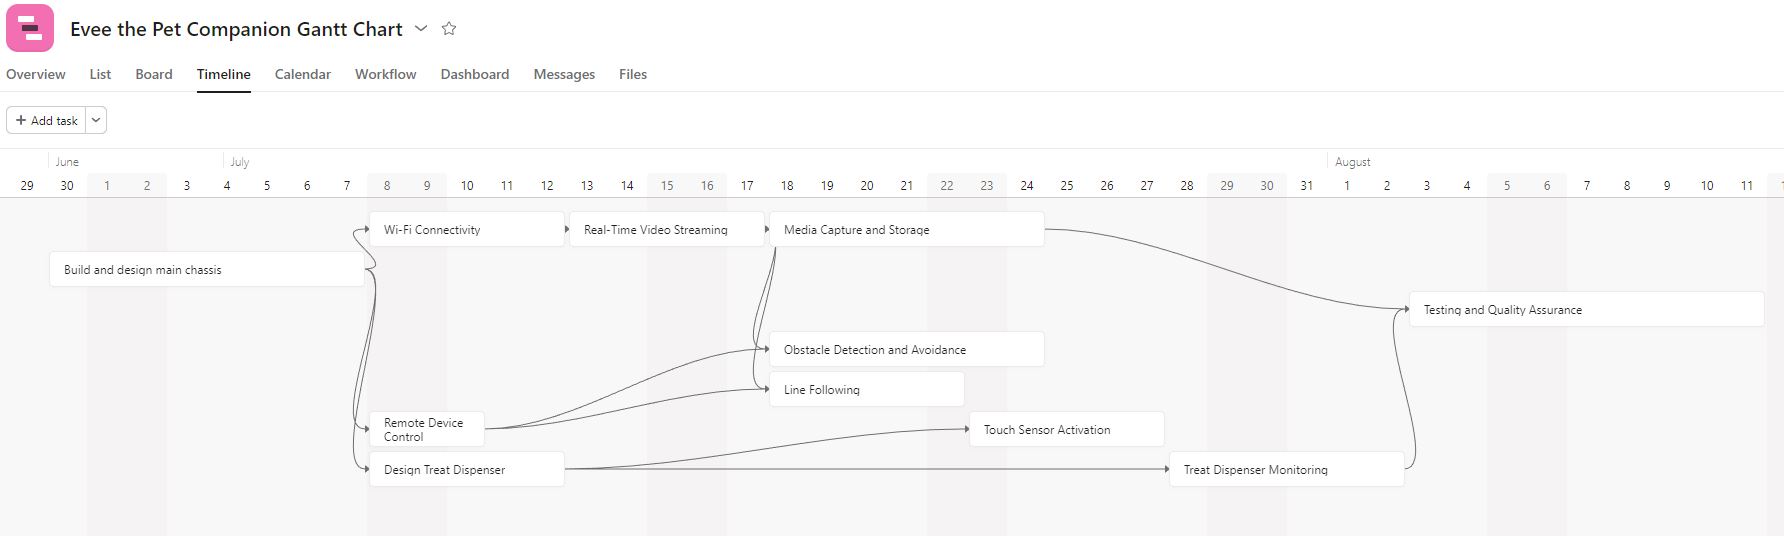 Evee the Pet Companion Gantt Chart
Overview List Board Timeline Calendar Workflow Dashboard Messages Files
+ Add task
June July August
29 30 1 2 3 4 5 6 7 8 9 10 11 12 13 14 15 16 17 18 19 20 21 22 23 24 25 26 27 28 29 30 31 1 2 3 4 5 6 7 8 9 10 11
Wi-Fi Connectivity Real-Time Video Streaming Media Capture and Storage
Build and design main chassis
Testing and Quality Assurance
Obstacle Detection and Avoidance
Line Following
Remote Device
Control
Touch Sensor Activation
Design Treat Dispenser Treat Dispenser Monitoring